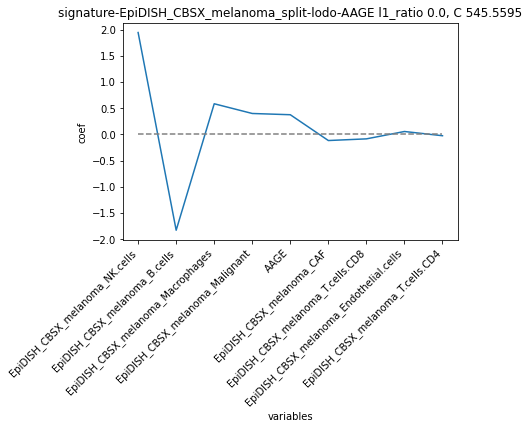 signature-EpiDISH_CBSX_melanoma_split-lodo-AAGE l1_ratio 0.0, C 545.5595
2.0
1.5
1.0
0.5
0.0
−0.5
−1.0
−1.5
−2.0
coef
EpiDISH_CBSX_melanoma_NK.cells
EpiDISH_CBSX_melanoma_B.cells
EpiDISH_CBSX_melanoma_Macrophages
EpiDISH_CBSX_melanoma_Malignant
AAGE
EpiDISH_CBSX_melanoma_CAF
EpiDISH_CBSX_melanoma_T.cells.CD8
EpiDISH_CBSX_melanoma_Endothelial.cells
EpiDISH_CBSX_melanoma_T.cells.CD4
variables